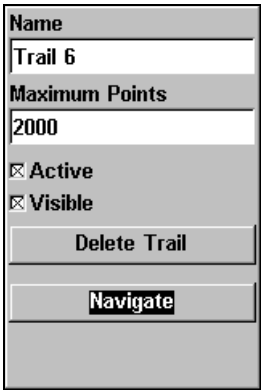 Name
Trail 6
Maximum Points
2000
Active
Visible
Delete Trail
Navigate